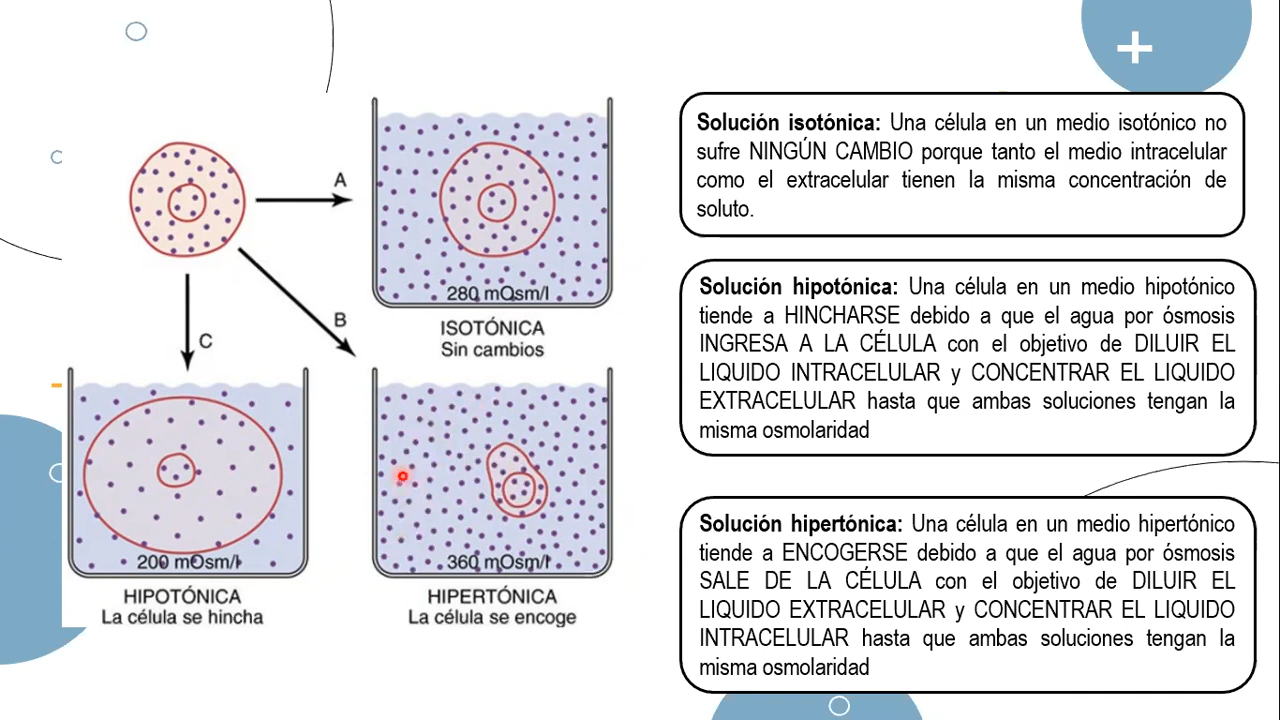 A
280 mOsm/l
ISOTÓNICA
Sin cambios
B
C
200 mOsm/l
HIPOTÓNICA
La célula se hincha
360 mOsm/l
HIPERTÓNICA
La célula se encoge
Solución isotónica: Una célula en un medio isotónico no
sufre NINGÚN CAMBIO porque tanto el medio intracelular
como el extracelular tienen la misma concentración de
soluto.
Solución hipotónica: Una célula en un medio hipotónico
tiende a HINCHARSE debido a que el agua por ósmosis
INGRESA A LA CÉLULA con el objetivo de DILUIR EL
LIQUIDO INTRACELULAR y CONCENTRAR EL LIQUIDO
EXTRACELULAR hasta que ambas soluciones tengan la
misma osmolaridad
Solución hipertónica: Una célula en un medio hipertónico
tiende a ENCOGERSE debido a que el agua por ósmosis
SALE DE LA CÉLULA con el objetivo de DILUIR EL
LIQUIDO EXTRACELULAR y CONCENTRAR EL LIQUIDO
INTRACELULAR hasta que ambas soluciones tengan la
misma osmolaridad